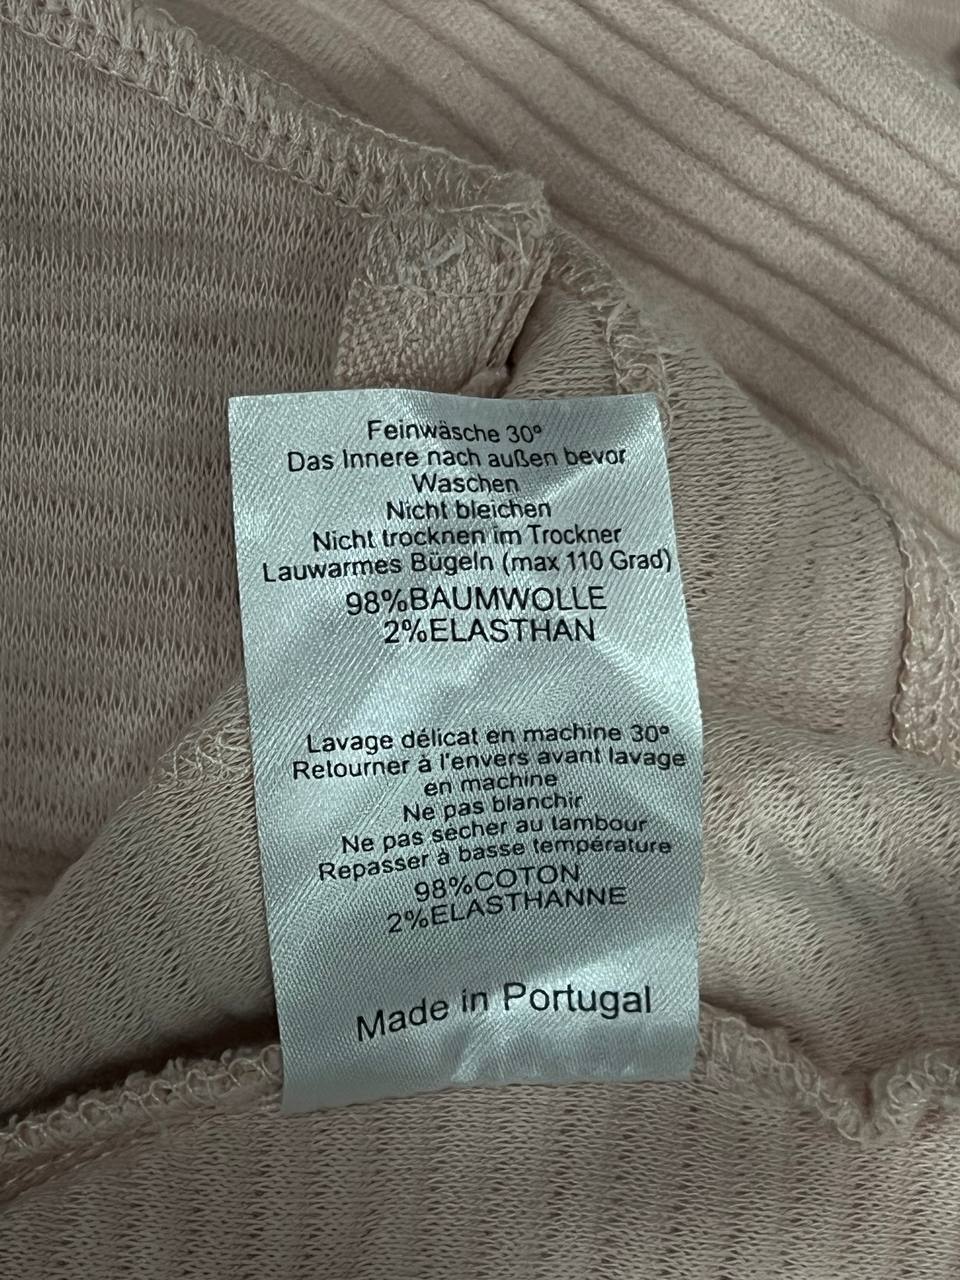 Feinwäsche 30°
Das Innere nach außen bevor
Waschen
Nicht bleichen
Nicht trocknen im Trockner
Lauwarmes Bügeln (max 110 Grad)
98%BAUMWOLLE
2%ELASTHAN
Lavage délicat en machine 30°
Retourner à l'envers avant lavage
en machine
Ne pas blanchir
Ne pas sécher au tambour
Repasser à basse température
98%COTON
2%ELASTHANNE
Made in Portugal